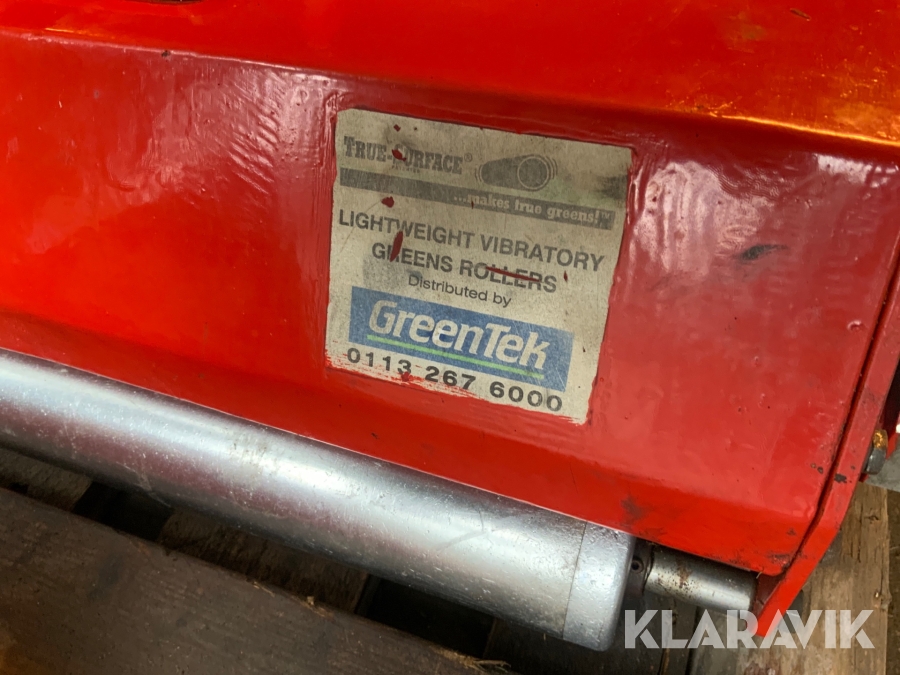 TRUE-SURFACE®
...makes true greens!™
LIGHTWEIGHT VIBRATORY
GREENS ROLLERS
Distributed by
GreenTek
0113 267 6000
KLARAVIK